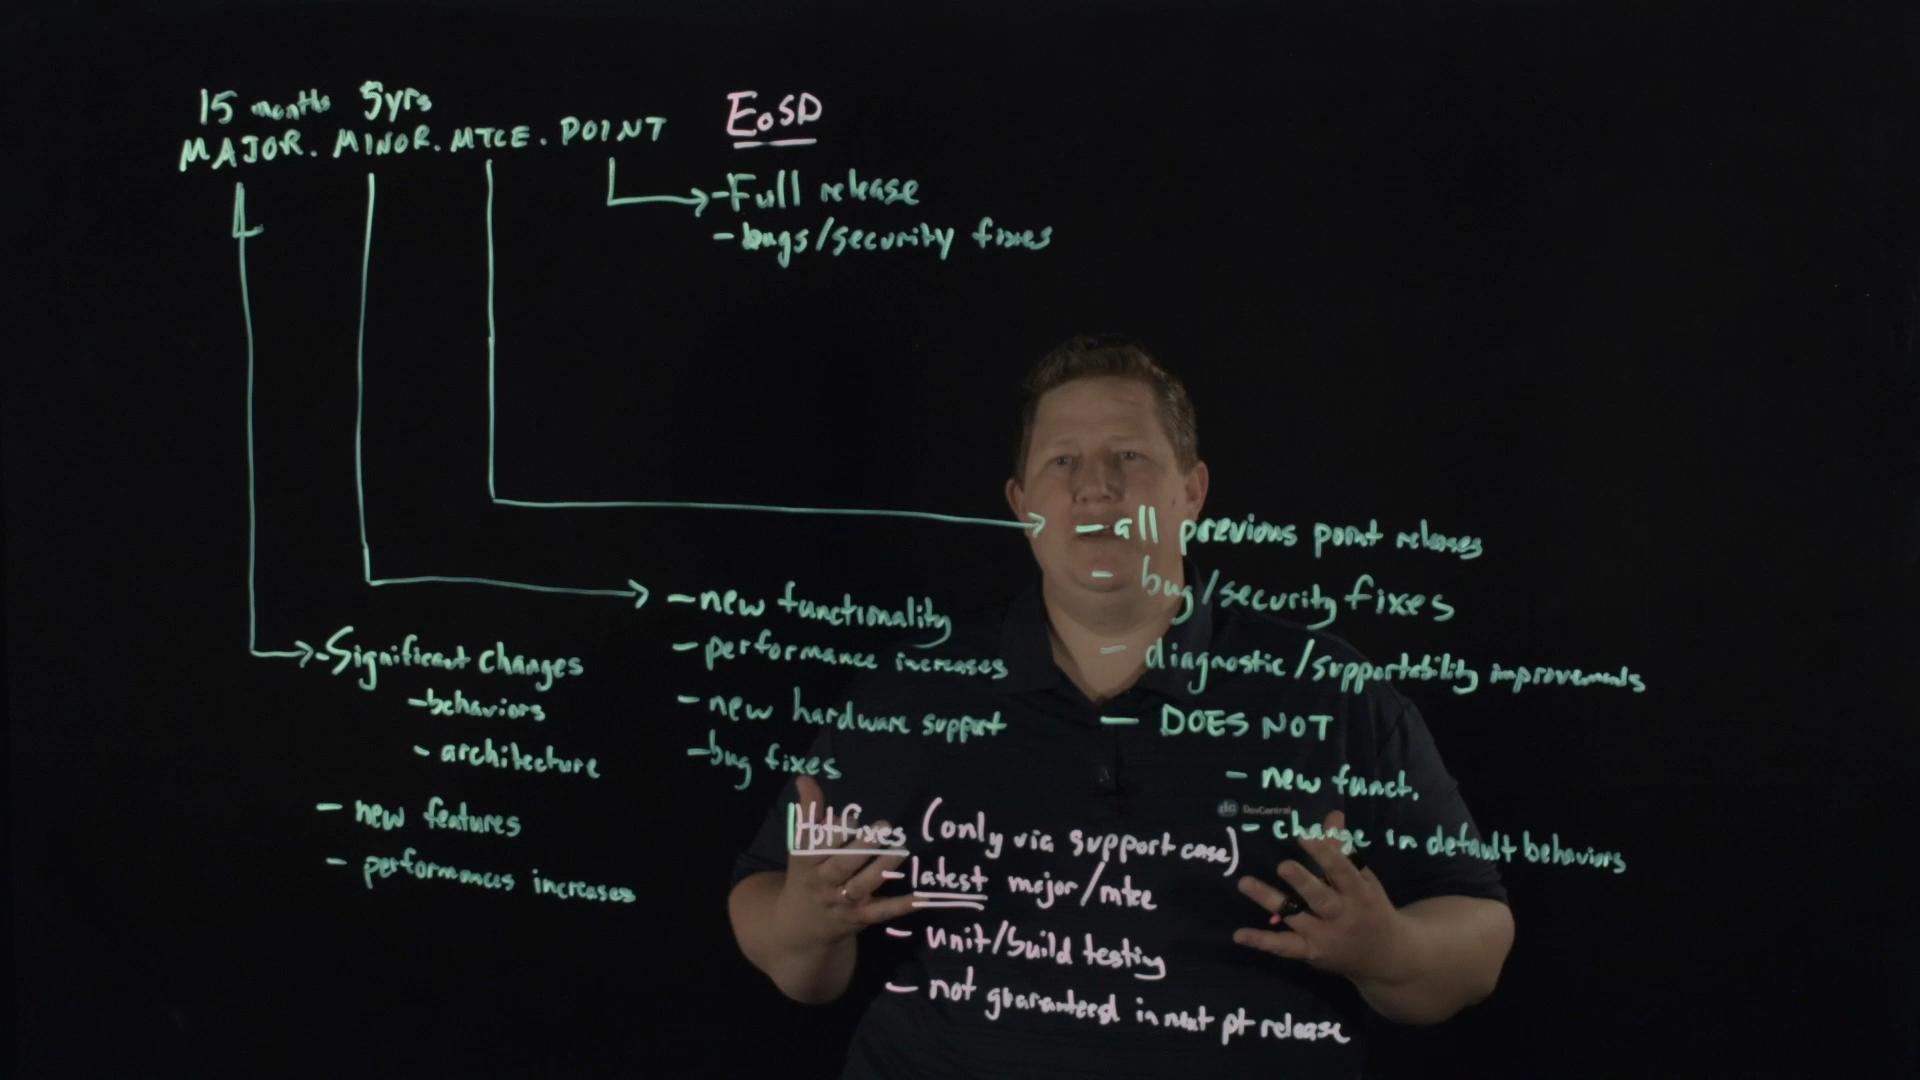 15 months 5yrs
MAJOR. MINOR. MTCE. POINT
EoSD
-Full release
-bugs/security fixes
- all previous point releases
- bug/security fixes
- diagnostic/supportability improvements
- DOES NOT
- new funct.
- change in default behaviors
-new functionality
-performance increases
-new hardware support
-bug fixes
-Significant changes
-behaviors
- architecture
- new features
- performances increases
dc DevCentral
Hotfixes (only via support case)
-latest major/mtce
- unit/build testing
- not guaranteed in next pt release